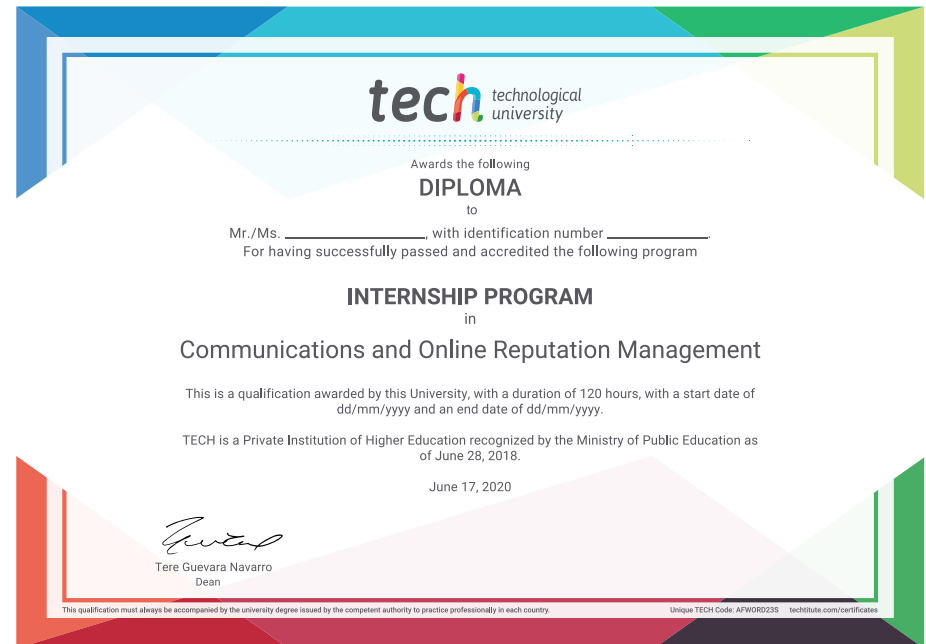 tech technological
university
Awards the following
DIPLOMA
to
Mr./Ms. ____________________, with identification number ______________.
For having successfully passed and accredited the following program
INTERNSHIP PROGRAM
in
Communications and Online Reputation Management
This is a qualification awarded by this University, with a duration of 120 hours, with a start date of
dd/mm/yyyy and an end date of dd/mm/yyyy.
TECH is a Private Institution of Higher Education recognized by the Ministry of Public Education as
of June 28, 2018.
June 17, 2020
Tere Guevara Navarro
Dean
This qualification must always be accompanied by the university degree issued by the competent authority to practice professionally in each country.
Unique TECH Code: AFWORD23S techtitute.com/certificates